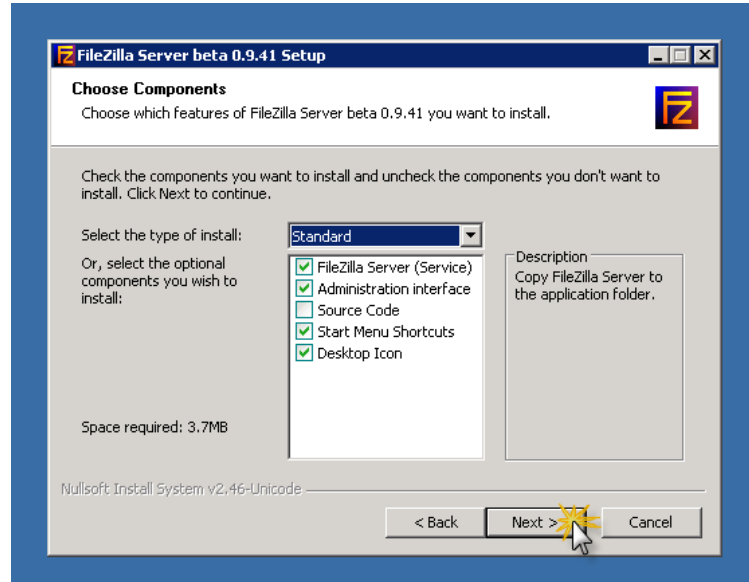 FileZilla Server beta 0.9.41 Setup
Choose Components
Choose which features of FileZilla Server beta 0.9.41 you want to install.
FZ
Check the components you want to install and uncheck the components you don't want to
install. Click Next to continue.
Select the type of install:
Standard
Or, select the optional
components you wish to
install:
FileZilla Server (Service)
Administration interface
Source Code
Start Menu Shortcuts
Desktop Icon
Description
Copy FileZilla Server to
the application folder.
Space required: 3.7MB
Nullsoft Install System v2.46-Unicode
< Back
Next >
Cancel